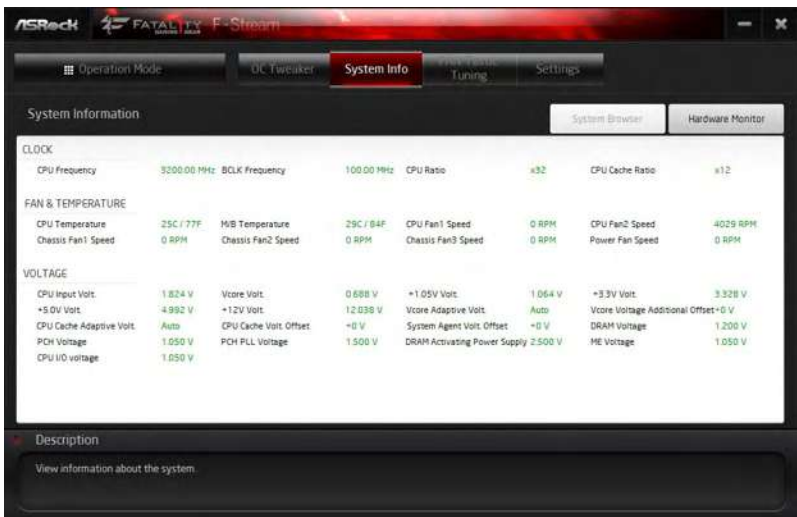 ASRock FATAL1TY GAMING GEAR F-Stream
Operation Mode OC Tweaker System Info Tuning Settings
System Information System Browser Hardware Monitor
CLOCK
CPU Frequency 3200.00 MHz BCLK Frequency 100.00 MHz CPU Ratio x32 CPU Cache Ratio x12
FAN & TEMPERATURE
CPU Temperature 25C / 77F M/B Temperature 29C / 84F CPU Fan1 Speed 0 RPM CPU Fan2 Speed 4029 RPM
Chassis Fan1 Speed 0 RPM Chassis Fan2 Speed 0 RPM Chassis Fan3 Speed 0 RPM Power Fan Speed 0 RPM
VOLTAGE
CPU Input Volt. 1.824 V Vcore Volt. 0.688 V +1.05V Volt. 1.064 V +3.3V Volt. 3.328 V
+5.0V Volt. 4.992 V +12V Volt. 12.038 V Vcore Adaptive Volt. Auto Vcore Voltage Additional Offset +0 V
CPU Cache Adaptive Volt. Auto CPU Cache Volt. Offset +0 V System Agent Volt. Offset +0 V DRAM Voltage 1.200 V
PCH Voltage 1.050 V PCH PLL Voltage 1.500 V DRAM Activating Power Supply 2.500 V ME Voltage 1.050 V
CPU I/O voltage 1.050 V
Description
View information about the system.